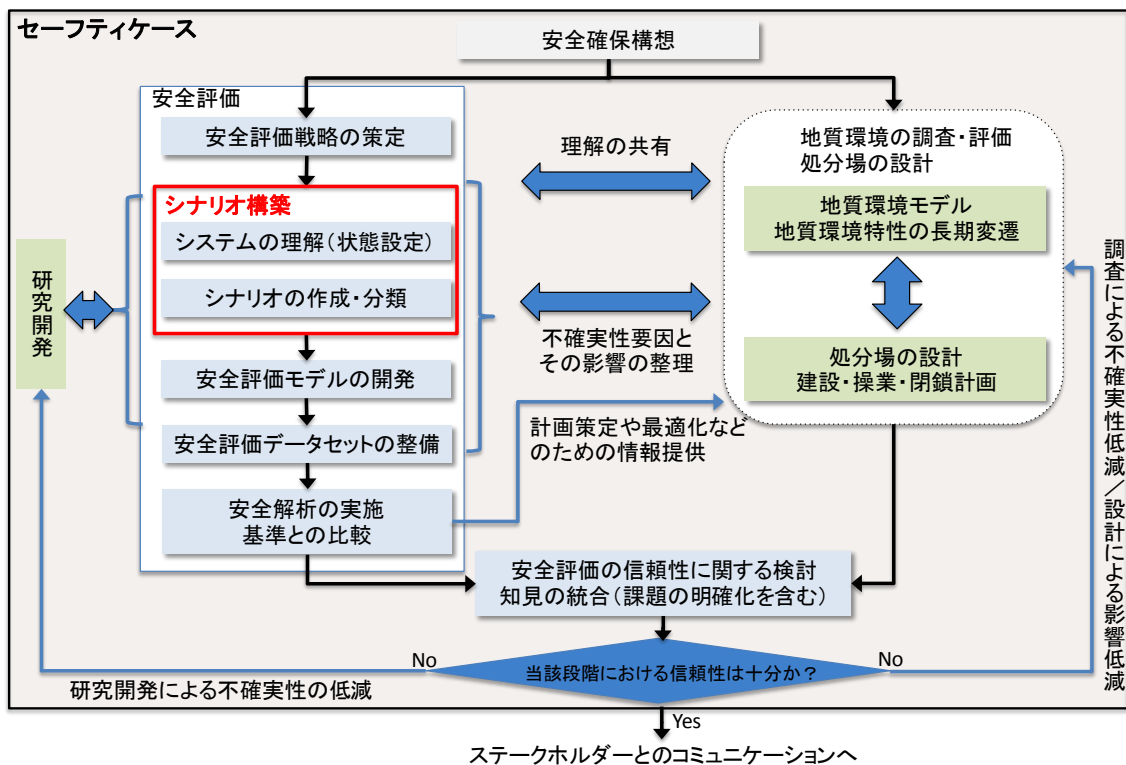 セーフティケース
安全確保構想
安全評価
安全評価戦略の策定
シナリオ構築
システムの理解(状態設定)
シナリオの作成・分類
安全評価モデルの開発
安全評価データセットの整備
安全解析の実施
基準との比較
研究開発
理解の共有
不確実性要因と
その影響の整理
計画策定や最適化など
のための情報提供
地質環境の調査・評価
処分場の設計
地質環境モデル
地質環境特性の長期変遷
処分場の設計
建設・操業・閉鎖計画
調査による不確実性低減/設計による影響低減
安全評価の信頼性に関する検討
知見の統合(課題の明確化を含む)
当該段階における信頼性は十分か?
No
No
研究開発による不確実性の低減
Yes
ステークホルダーとのコミュニケーションへ